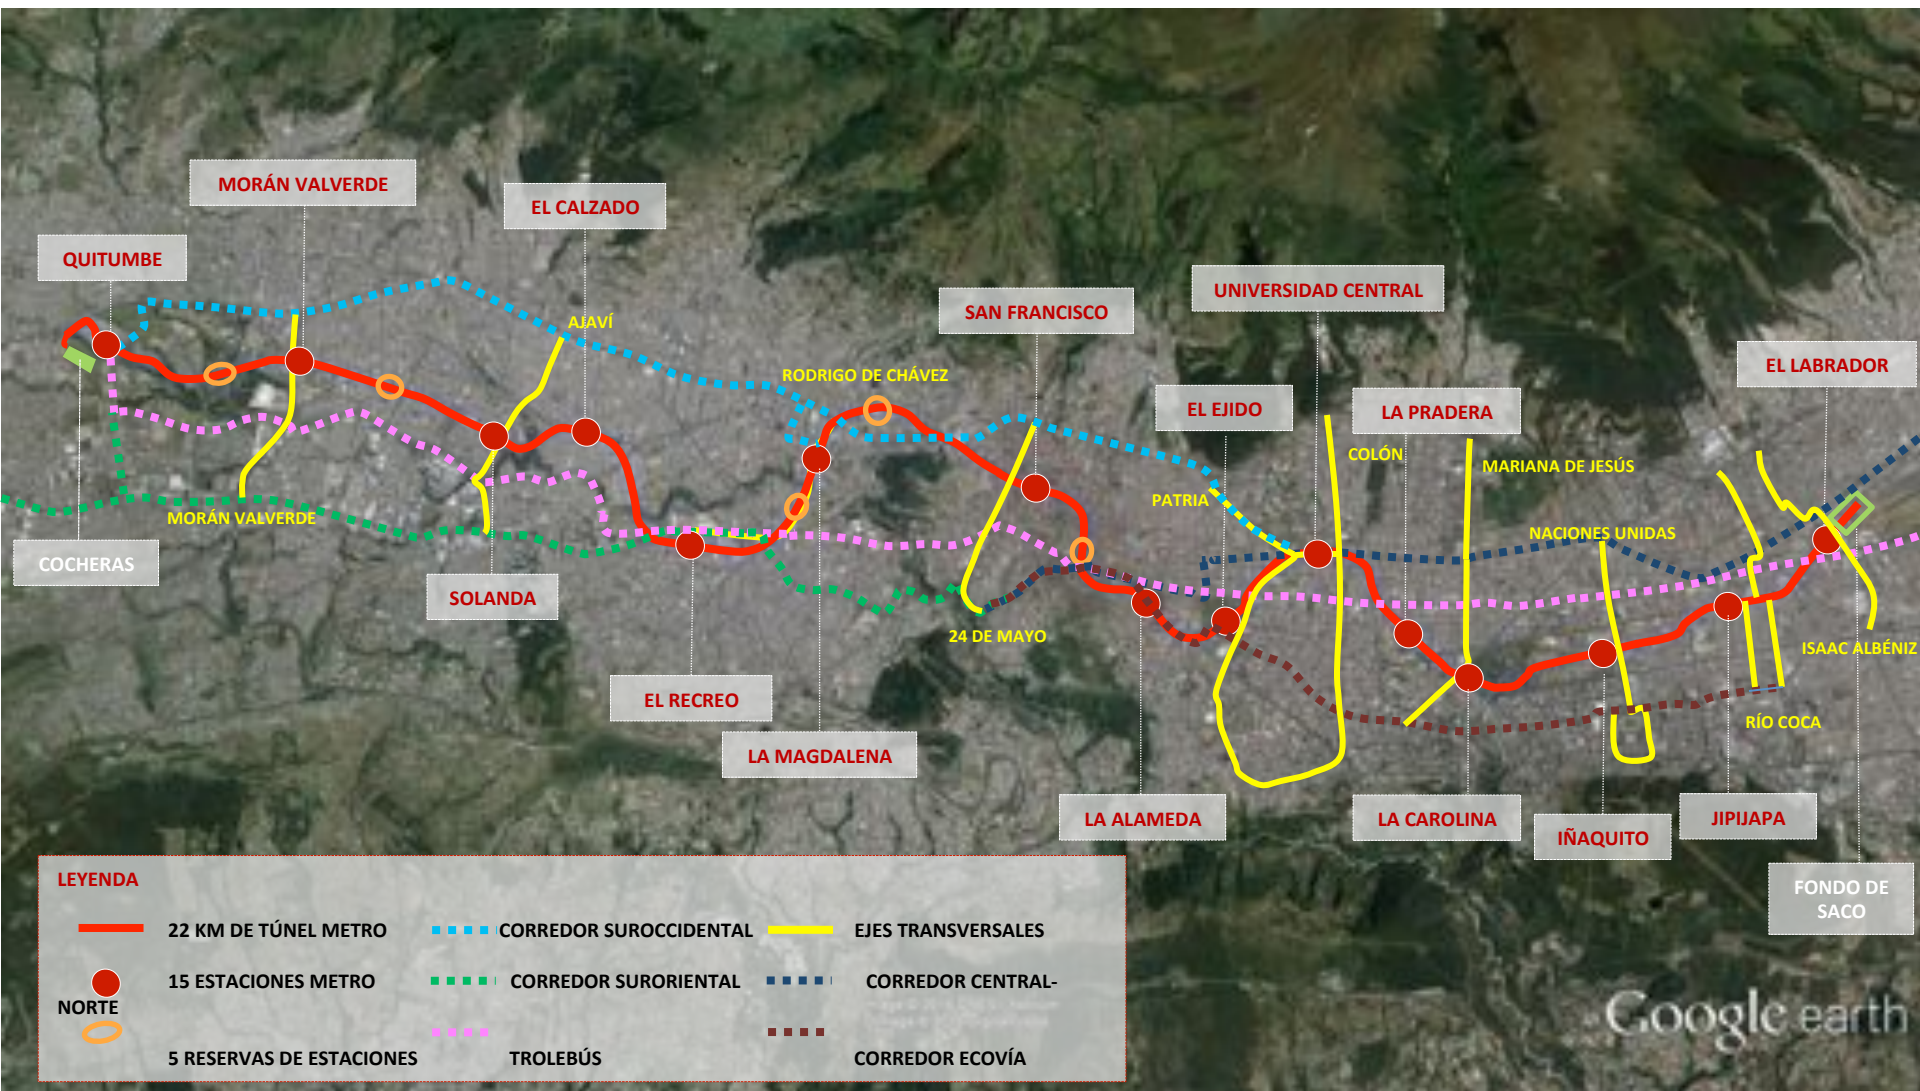 MORÁN VALVERDE
EL CALZADO
QUITUMBE
UNIVERSIDAD CENTRAL
SAN FRANCISCO
AJAVÍ
EL LABRADOR
RODRIGO DE CHÁVEZ
EL EJIDO
LA PRADERA
COLÓN
MARIANA DE JESÚS
PATRIA
MORÁN VALVERDE
NACIONES UNIDAS
COCHERAS
SOLANDA
24 DE MAYO
ISAAC ALBÉNIZ
EL RECREO
RÍO COCA
LA MAGDALENA
LA ALAMEDA
LA CAROLINA
IÑAQUITO
JIPIJAPA
FONDO DE
SACO
LEYENDA
22 KM DE TÚNEL METRO
CORREDOR SUROCCIDENTAL
EJES TRANSVERSALES
15 ESTACIONES METRO
CORREDOR SURORIENTAL
CORREDOR CENTRAL-
NORTE
5 RESERVAS DE ESTACIONES
TROLEBÚS
CORREDOR ECOVÍA
Google earth